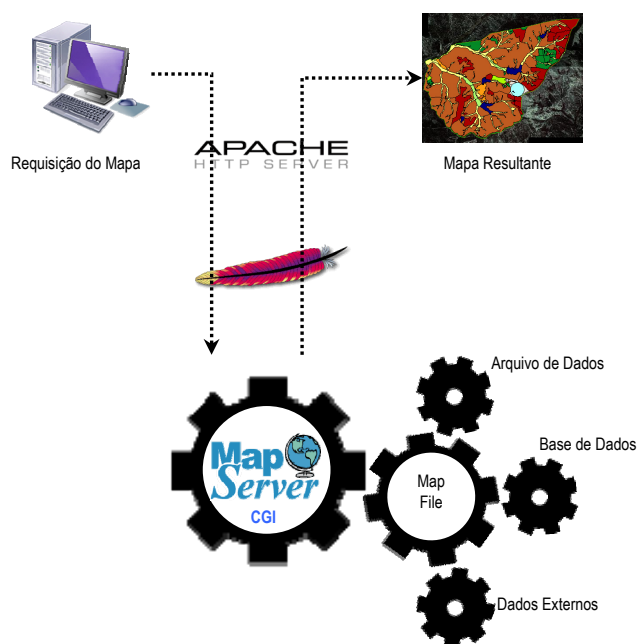 Requisição do Mapa
APACHE
HTTP SERVER
Mapa Resultante
Arquivo de Dados
Base de Dados
Map
Server
CGI
Map
File
Dados Externos